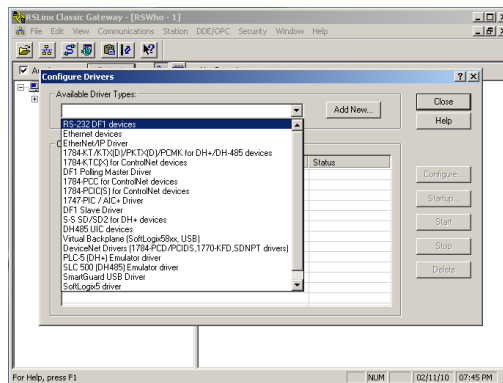 RSLinx Classic Gateway - [RSWho - 1]
File Edit View Communications Station DDE/OPC Security Window Help
Configure Drivers
Available Driver Types:
Add New...
Close
Help
RS-232 DF1 devices
Ethernet devices
EtherNet/IP Driver
1784-KT/KTX(D)/PKTX(D)/PCMK for DH+/DH-485 devices
1784-KTC(X) for ControlNet devices
DF1 Polling Master Driver
1784-PCC for ControlNet devices
1784-PCIC(S) for ControlNet devices
1747-PIC / AIC+ Driver
DF1 Slave Driver
S-S SD/SD2 for DH+ devices
DH485 UIC devices
Virtual Backplane (SoftLogix58xx, USB)
DeviceNet Drivers (1784-PCD/PCIDS,1770-KFD,SDNPT drivers)
PLC-5 (DH+) Emulator driver
SLC 500 (DH485) Emulator driver
SmartGuard USB Driver
SoftLogix5 driver
Status
Configure...
Startup...
Start
Stop
Delete
For Help, press F1
NUM
02/11/10
07:45 PM